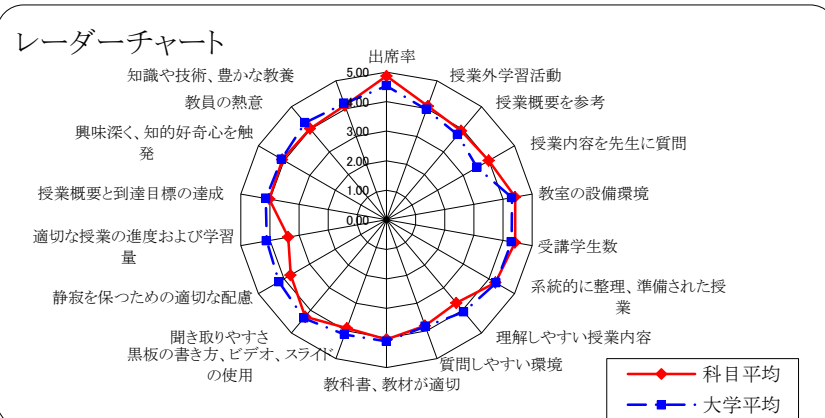 レーダーチャート
出席率
授業外学習活動
授業概要を参考
授業内容を先生に質問
教室の設備環境
受講学生数
系統的に整理、準備された授
業
理解しやすい授業内容
質問しやすい環境
教科書、教材が適切
黒板の書き方、ビデオ、スライド
の使用
聞き取りやすさ
静寂を保つための適切な配慮
適切な授業の進度および学習
量
授業概要と到達目標の達成
興味深く、知的好奇心を触
発
教員の熱意
知識や技術、豊かな教養
5.00
4.00
3.00
2.00
1.00
0.00
科目平均
大学平均